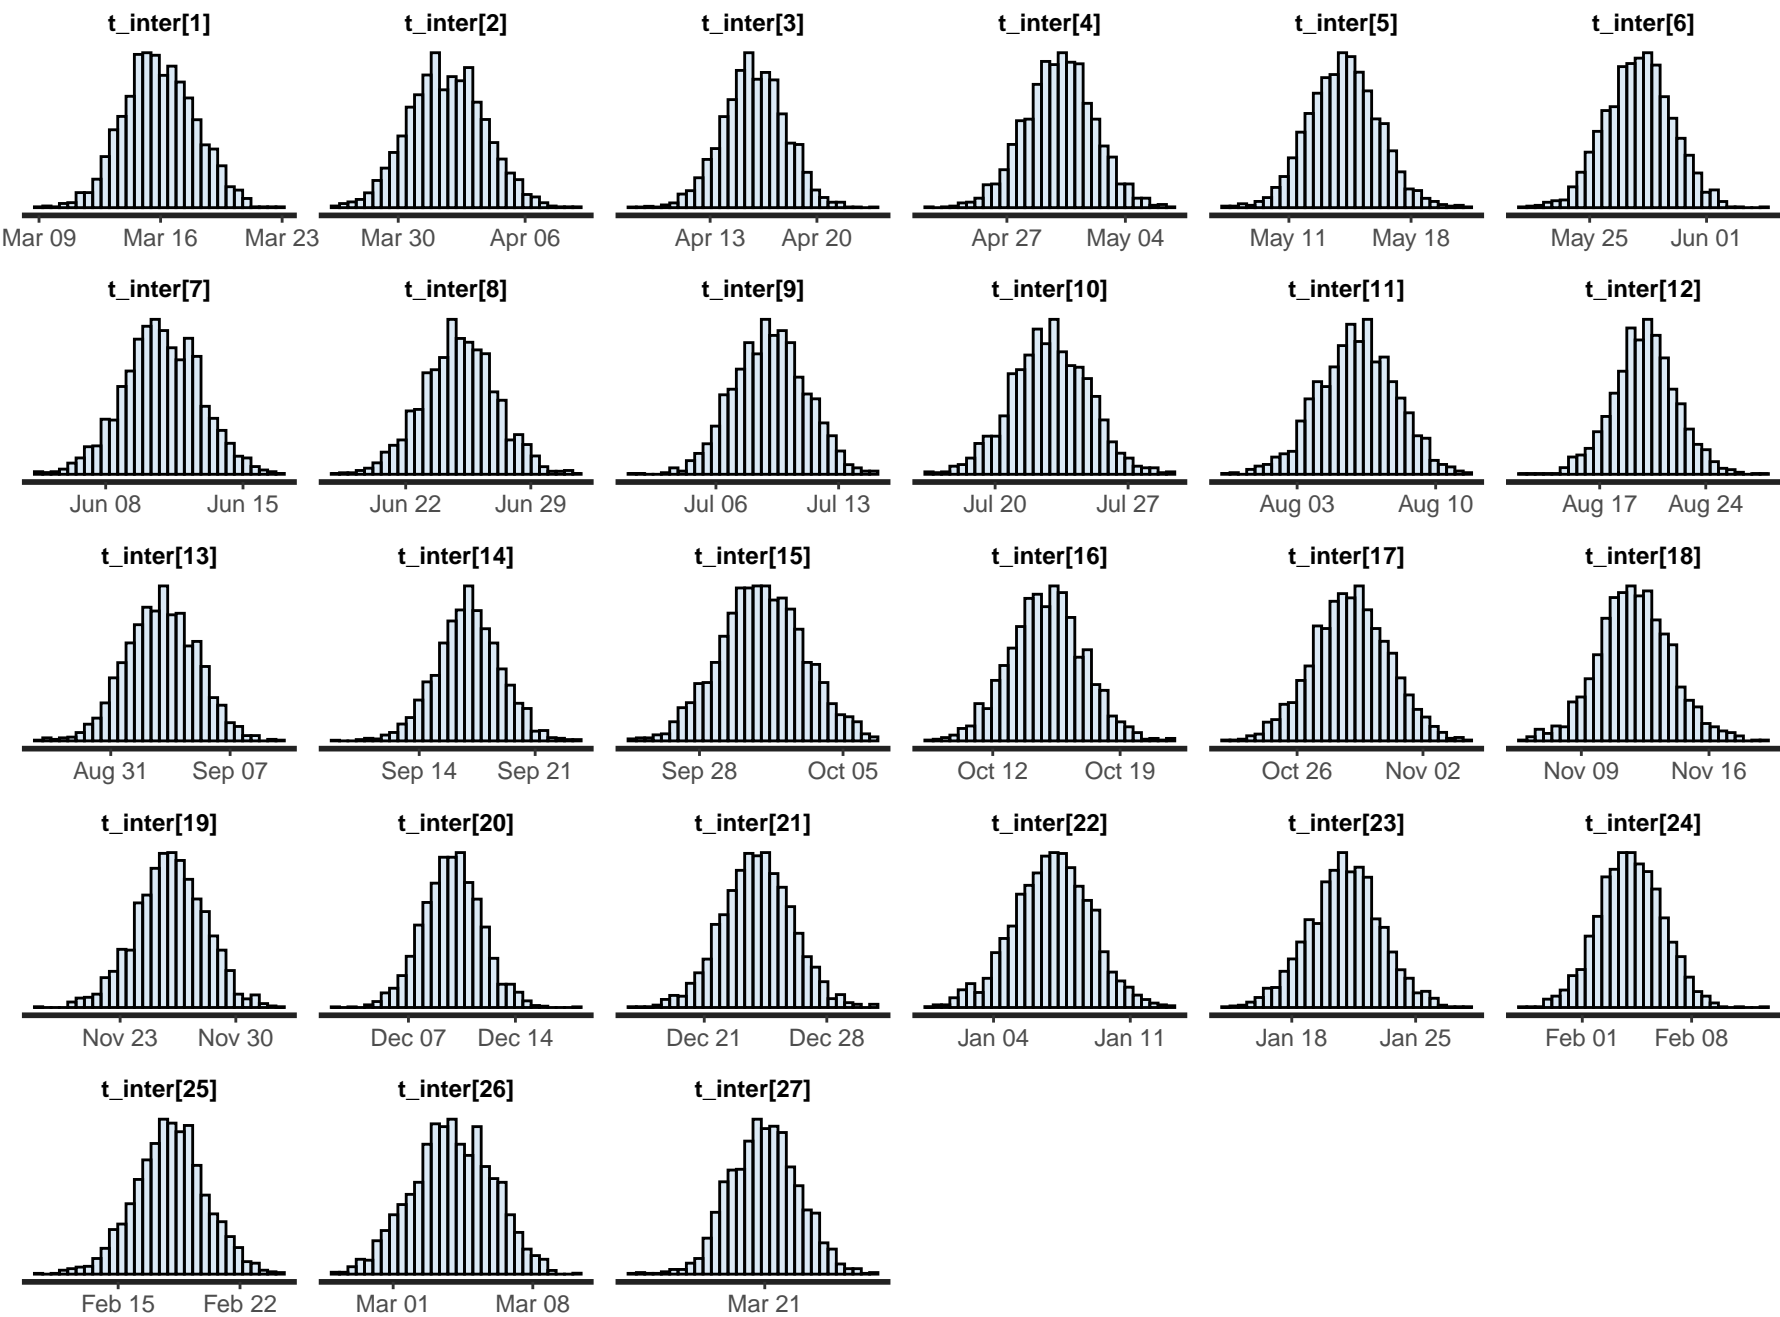 t_inter[1] t_inter[2] t_inter[3] t_inter[4] t_inter[5] t_inter[6]
Mar 09 Mar 16 Mar 23 Mar 30 Apr 06 Apr 13 Apr 20 Apr 27 May 04 May 11 May 18 May 25 Jun 01
t_inter[7] t_inter[8] t_inter[9] t_inter[10] t_inter[11] t_inter[12]
Jun 08 Jun 15 Jun 22 Jun 29 Jul 06 Jul 13 Jul 20 Jul 27 Aug 03 Aug 10 Aug 17 Aug 24
t_inter[13] t_inter[14] t_inter[15] t_inter[16] t_inter[17] t_inter[18]
Aug 31 Sep 07 Sep 14 Sep 21 Sep 28 Oct 05 Oct 12 Oct 19 Oct 26 Nov 02 Nov 09 Nov 16
t_inter[19] t_inter[20] t_inter[21] t_inter[22] t_inter[23] t_inter[24]
Nov 23 Nov 30 Dec 07 Dec 14 Dec 21 Dec 28 Jan 04 Jan 11 Jan 18 Jan 25 Feb 01 Feb 08
t_inter[25] t_inter[26] t_inter[27]
Feb 15 Feb 22 Mar 01 Mar 08 Mar 21